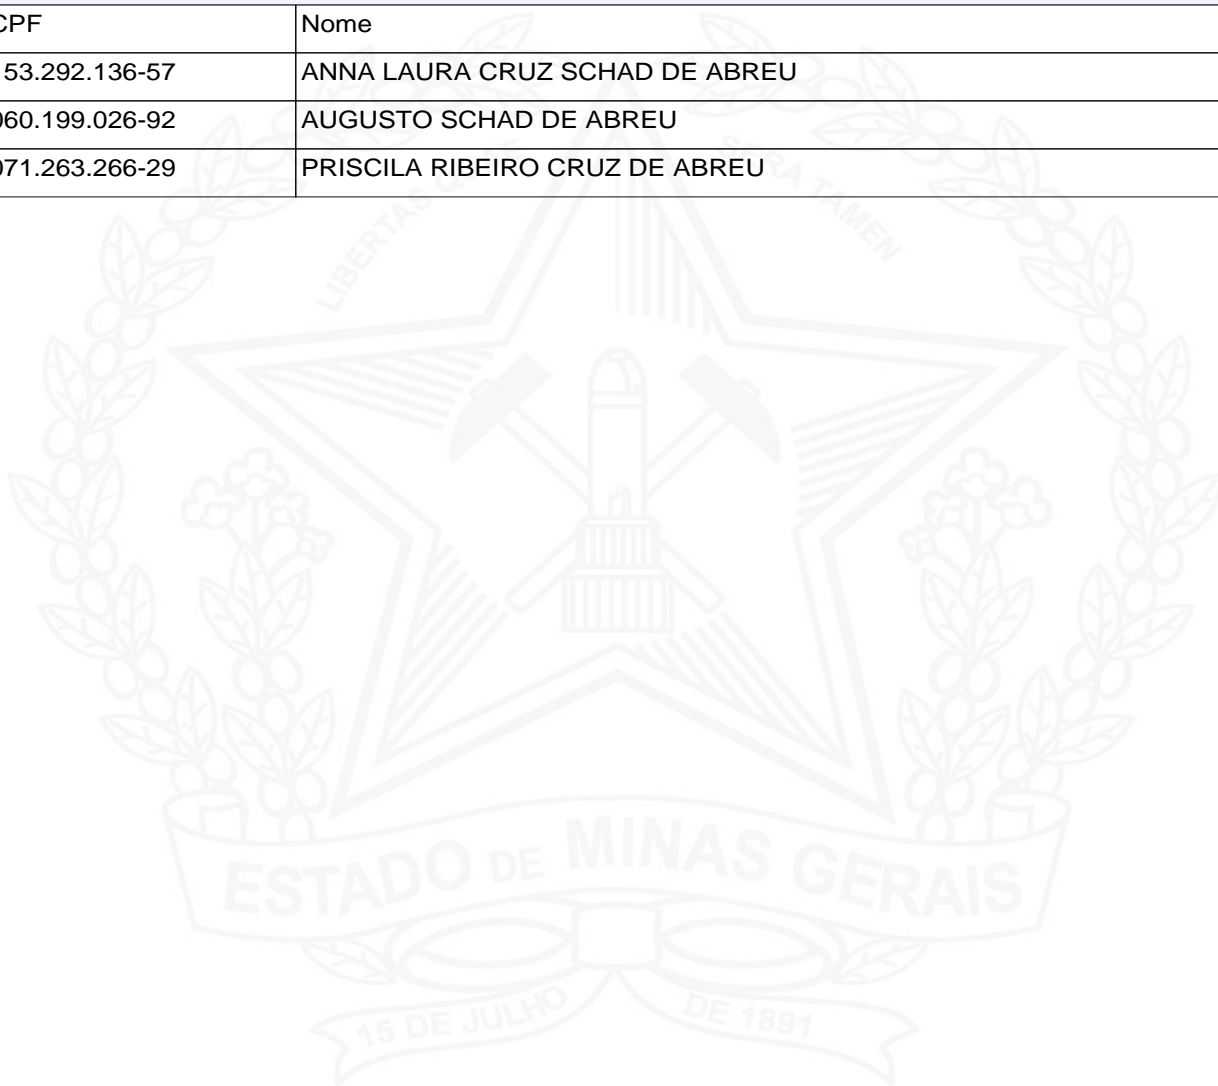 CPF Nome
153.292.136-57 ANNA LAURA CRUZ SCHAD DE ABREU
060.199.026-92 AUGUSTO SCHAD DE ABREU
071.263.266-29 PRISCILA RIBEIRO CRUZ DE ABREU
LIBERTAS QUE SERA TAMEN
ESTADO DE MINAS GERAIS
15 DE JULHO DE 1891